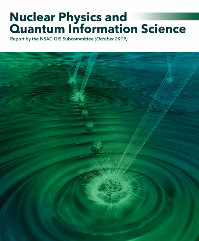 Nuclear Physics and
Quantum Information Science
Report by the NSAC QIS Subcommittee (October 2019)